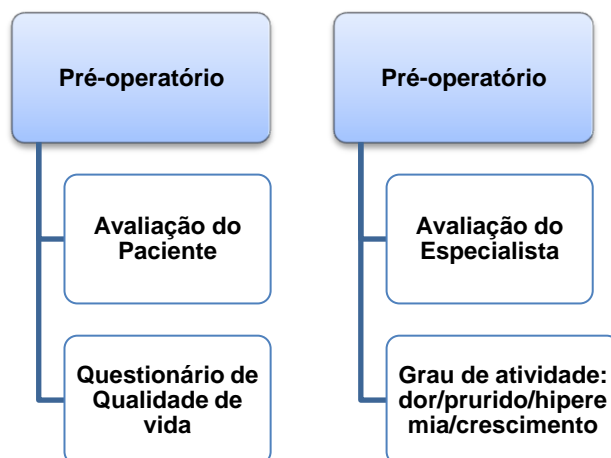 Pré-operatório
Avaliação do
Paciente
Questionário de
Qualidade de
vida
Pré-operatório
Avaliação do
Especialista
Grau de atividade:
dor/prurido/hipere
mia/crescimento